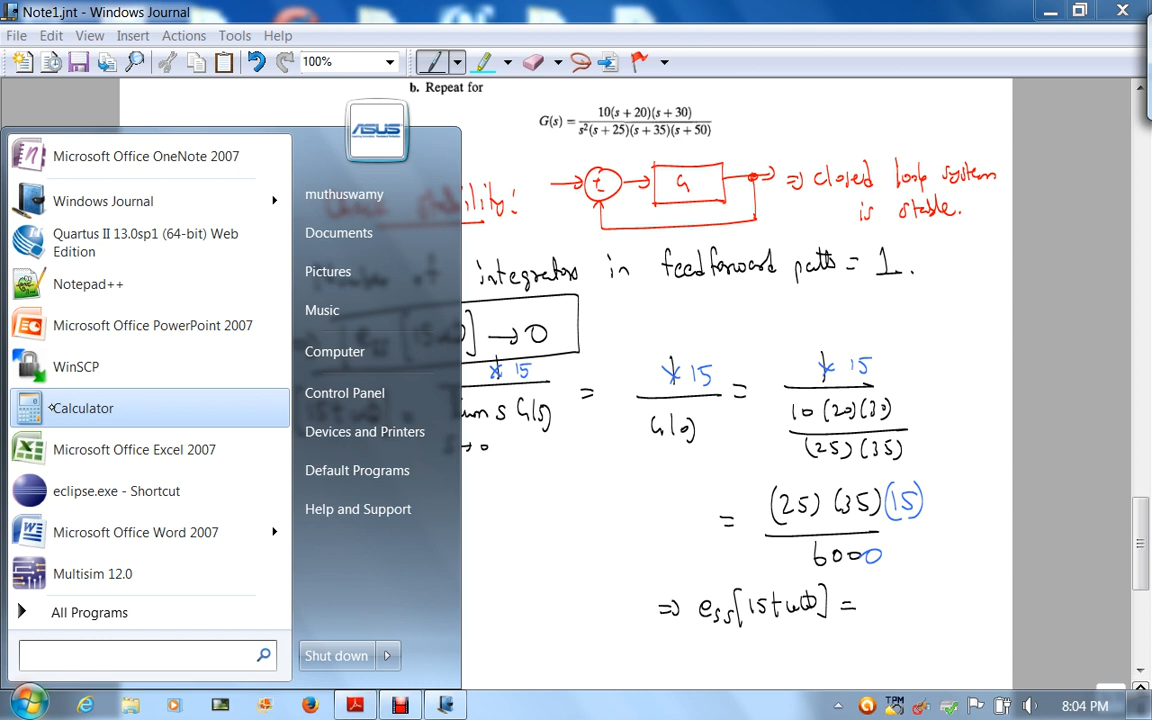 Note1.jnt - Windows Journal
File Edit View Insert Actions Tools Help
100%
b. Repeat for
G(s) = 10(s + 20)(s + 30) / s²(s + 25)(s + 35)(s + 50)
ility:
G
⇒ closed loop system
is stable.
integrators in feedforward path = 1.
→ 0
15
s G(s)
→ 0
= 15 / G(0) = 15 / 10(20)(30) / (25)(35)
= (25)(35)(15) / 6000
⇒ ess[15tu(t)] =
ASUS
Microsoft Office OneNote 2007
Windows Journal
Quartus II 13.0sp1 (64-bit) Web
Edition
Notepad++
Microsoft Office PowerPoint 2007
WinSCP
Calculator
Microsoft Office Excel 2007
eclipse.exe - Shortcut
Microsoft Office Word 2007
Multisim 12.0
All Programs
muthuswamy
Documents
Pictures
Music
Computer
Control Panel
Devices and Printers
Default Programs
Help and Support
Shut down
8:04 PM